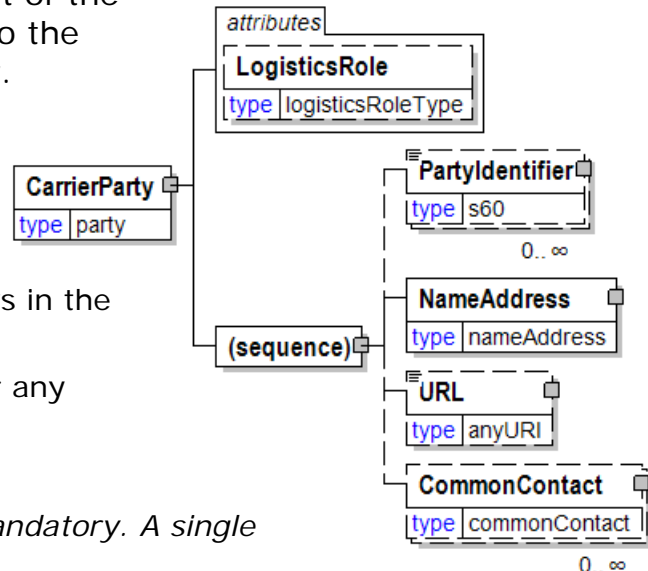 t of the
o the
.
attributes
LogisticsRole
type logisticsRoleType
CarrierParty
type party
PartyIdentifier
type s60
0.. ∞
s in the
NameAddress
type nameAddress
(sequence)
any
URL
type anyURI
CommonContact
type commonContact
andatory. A single
0.. ∞